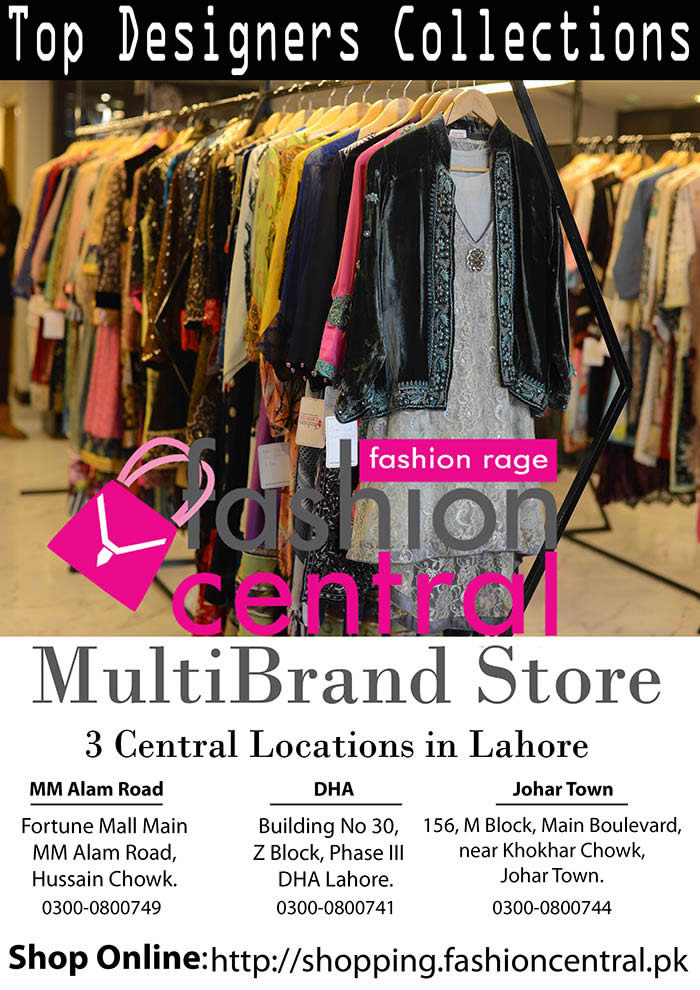 Top Designers Collections
fashion rage
fashion
central
MultiBrand Store
3 Central Locations in Lahore
MM Alam Road
Fortune Mall Main
MM Alam Road,
Hussain Chowk.
0300-0800749
DHA
Building No 30,
Z Block, Phase III
DHA Lahore.
0300-0800741
Johar Town
156, M Block, Main Boulevard,
near Khokhar Chowk,
Johar Town.
0300-0800744
Shop Online:http://shopping.fashioncentral.pk